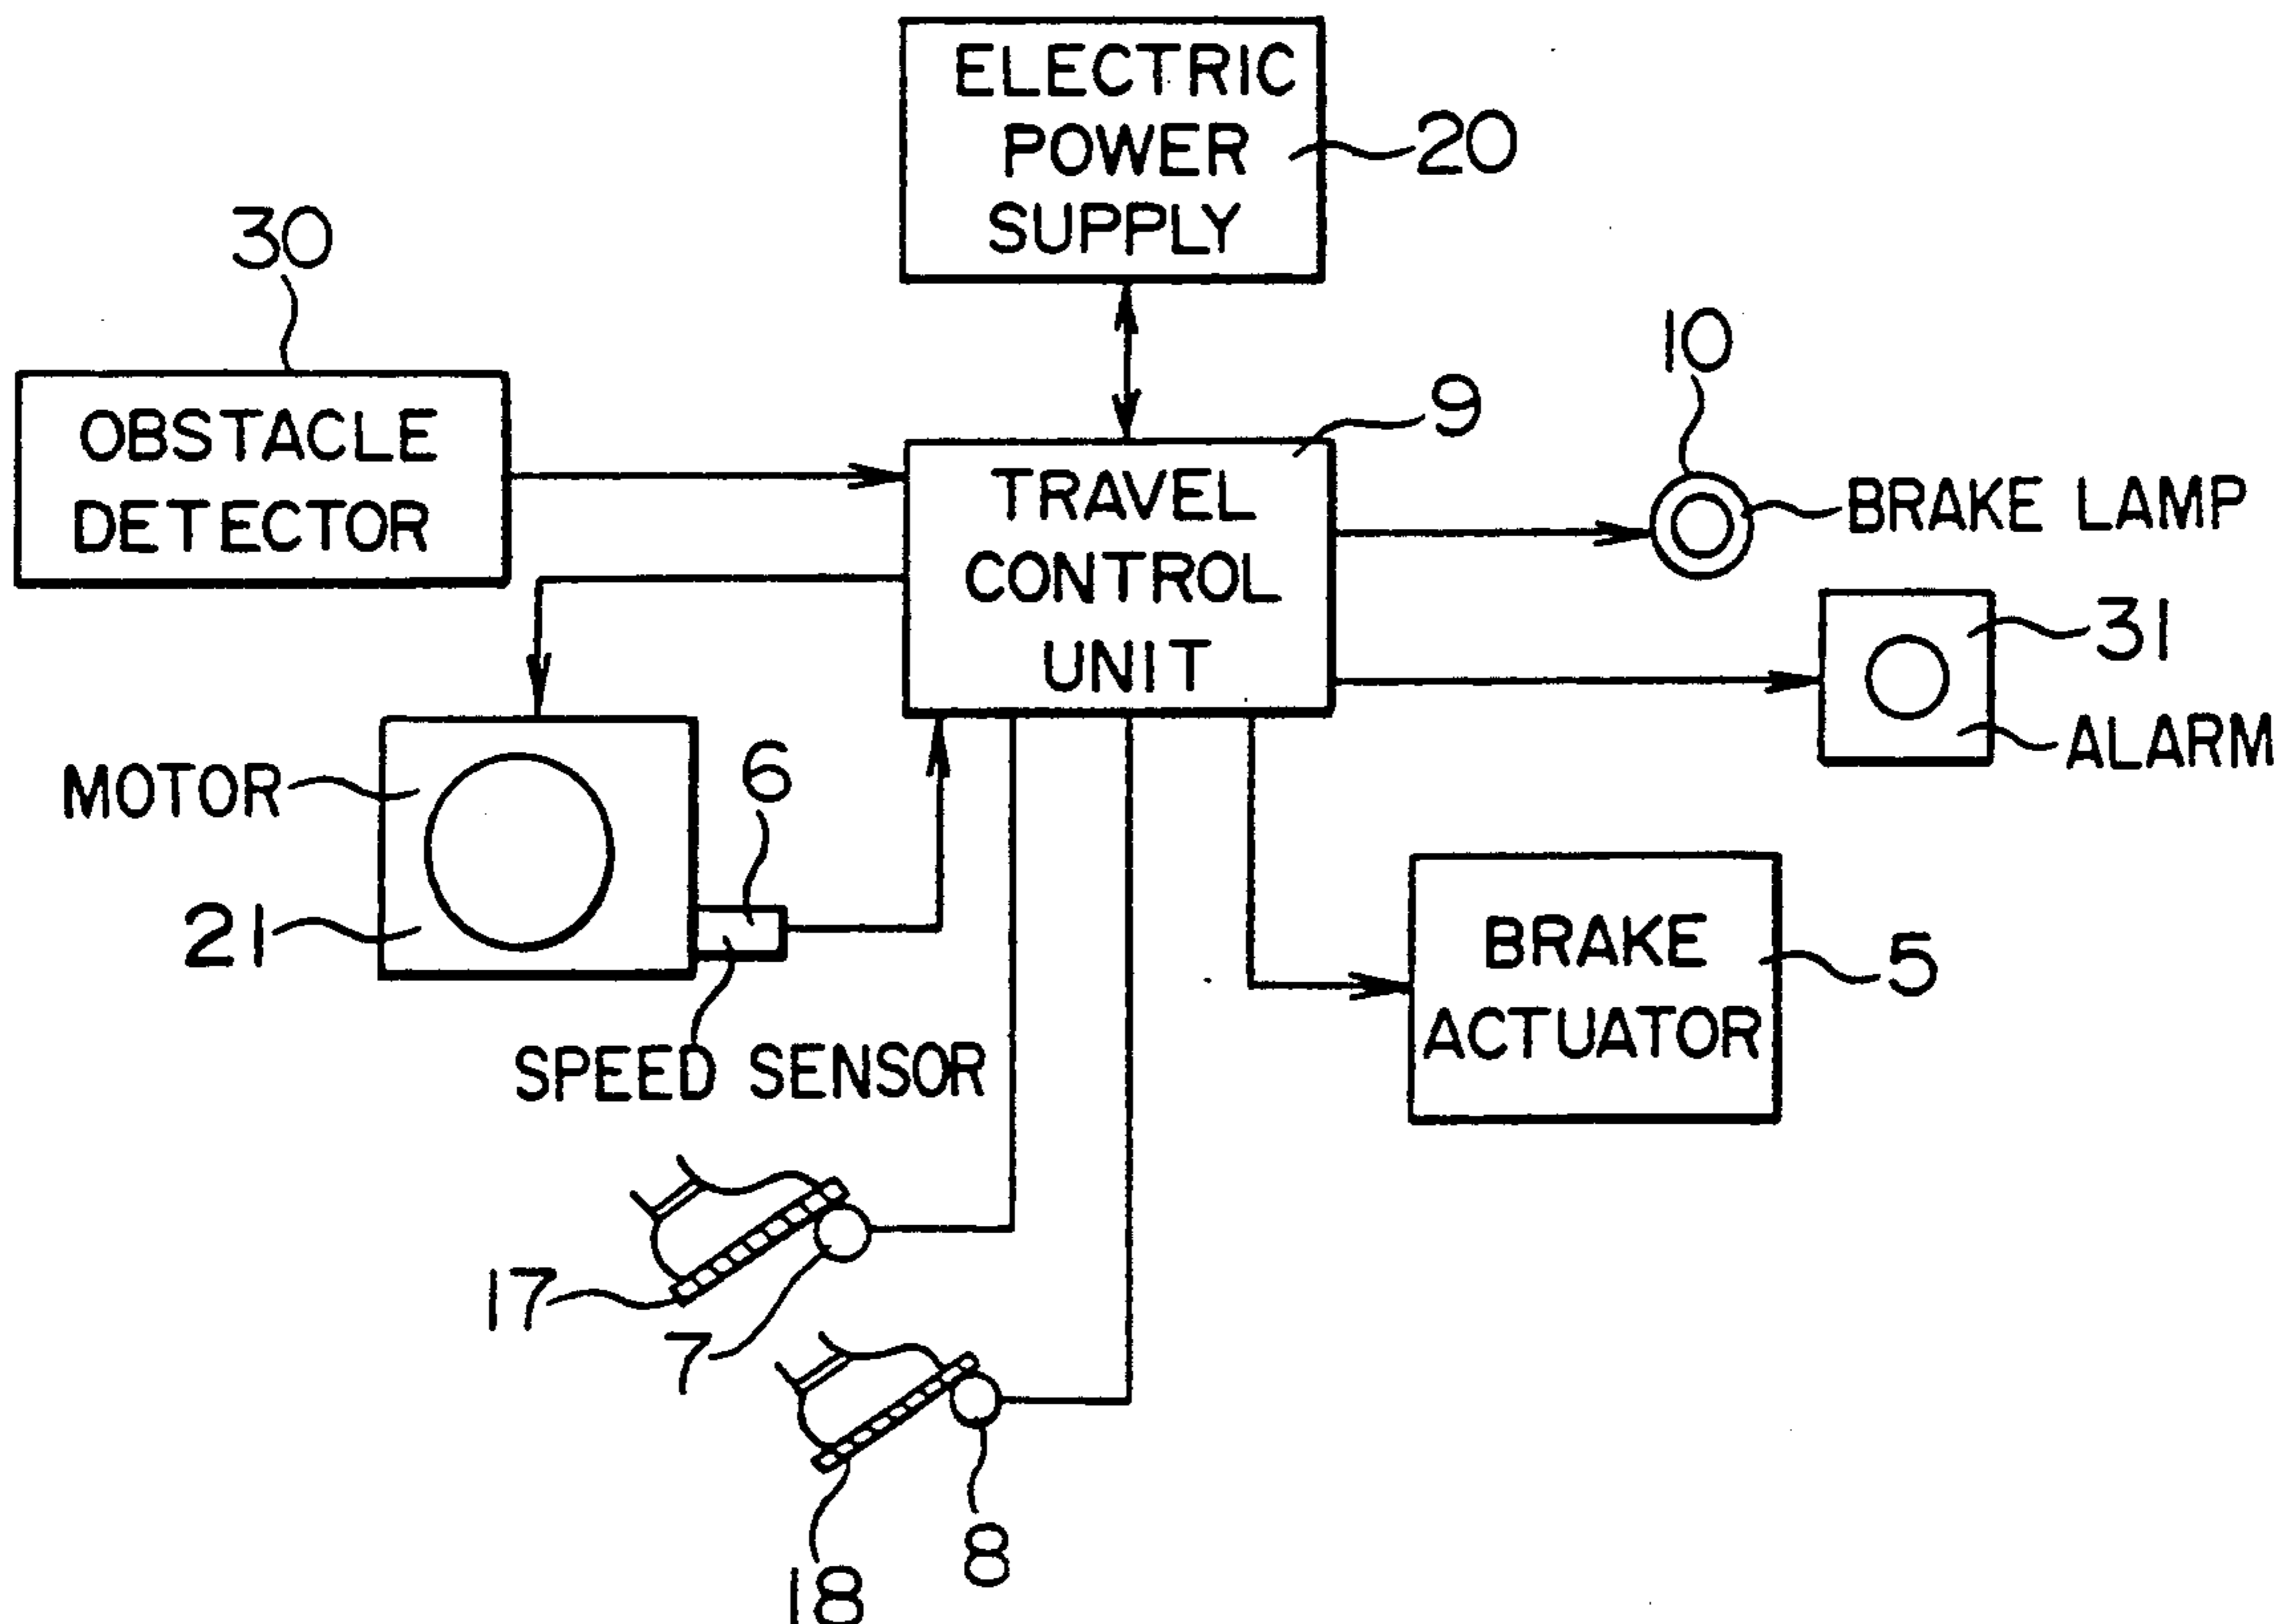 ELECTRIC
POWER
SUPPLY
20
30
OBSTACLE
DETECTOR
9
TRAVEL
CONTROL
UNIT
10
BRAKE LAMP
31
ALARM
MOTOR
21
6
SPEED SENSOR
BRAKE
ACTUATOR
5
17
7
18
8